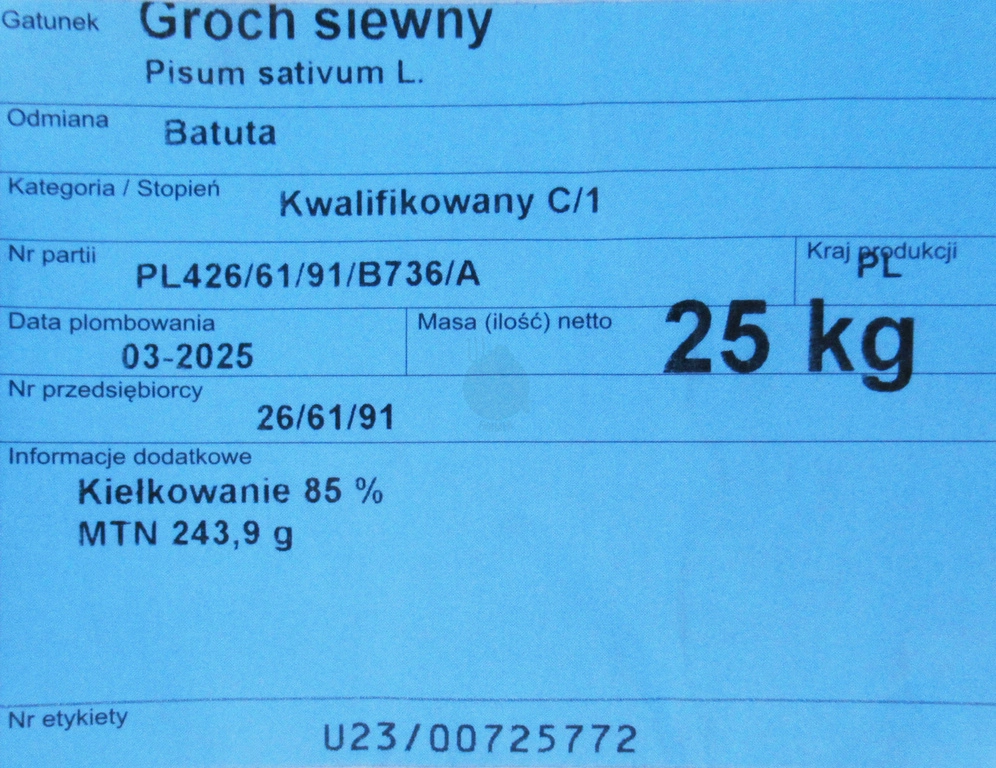 Gatunek Groch siewny
Pisum sativum L.
Odmiana Batuta
Kategoria / Stopień Kwalifikowany C/1
Nr partii PL426/61/91/B736/A Kraj produkcji PL
Data plombowania 03-2025 Masa (ilość) netto 25 kg
Nr przedsiębiorcy
26/61/91
Informacje dodatkowe
Kiełkowanie 85 %
MTN 243,9 g
Nr etykiety U23/00725772